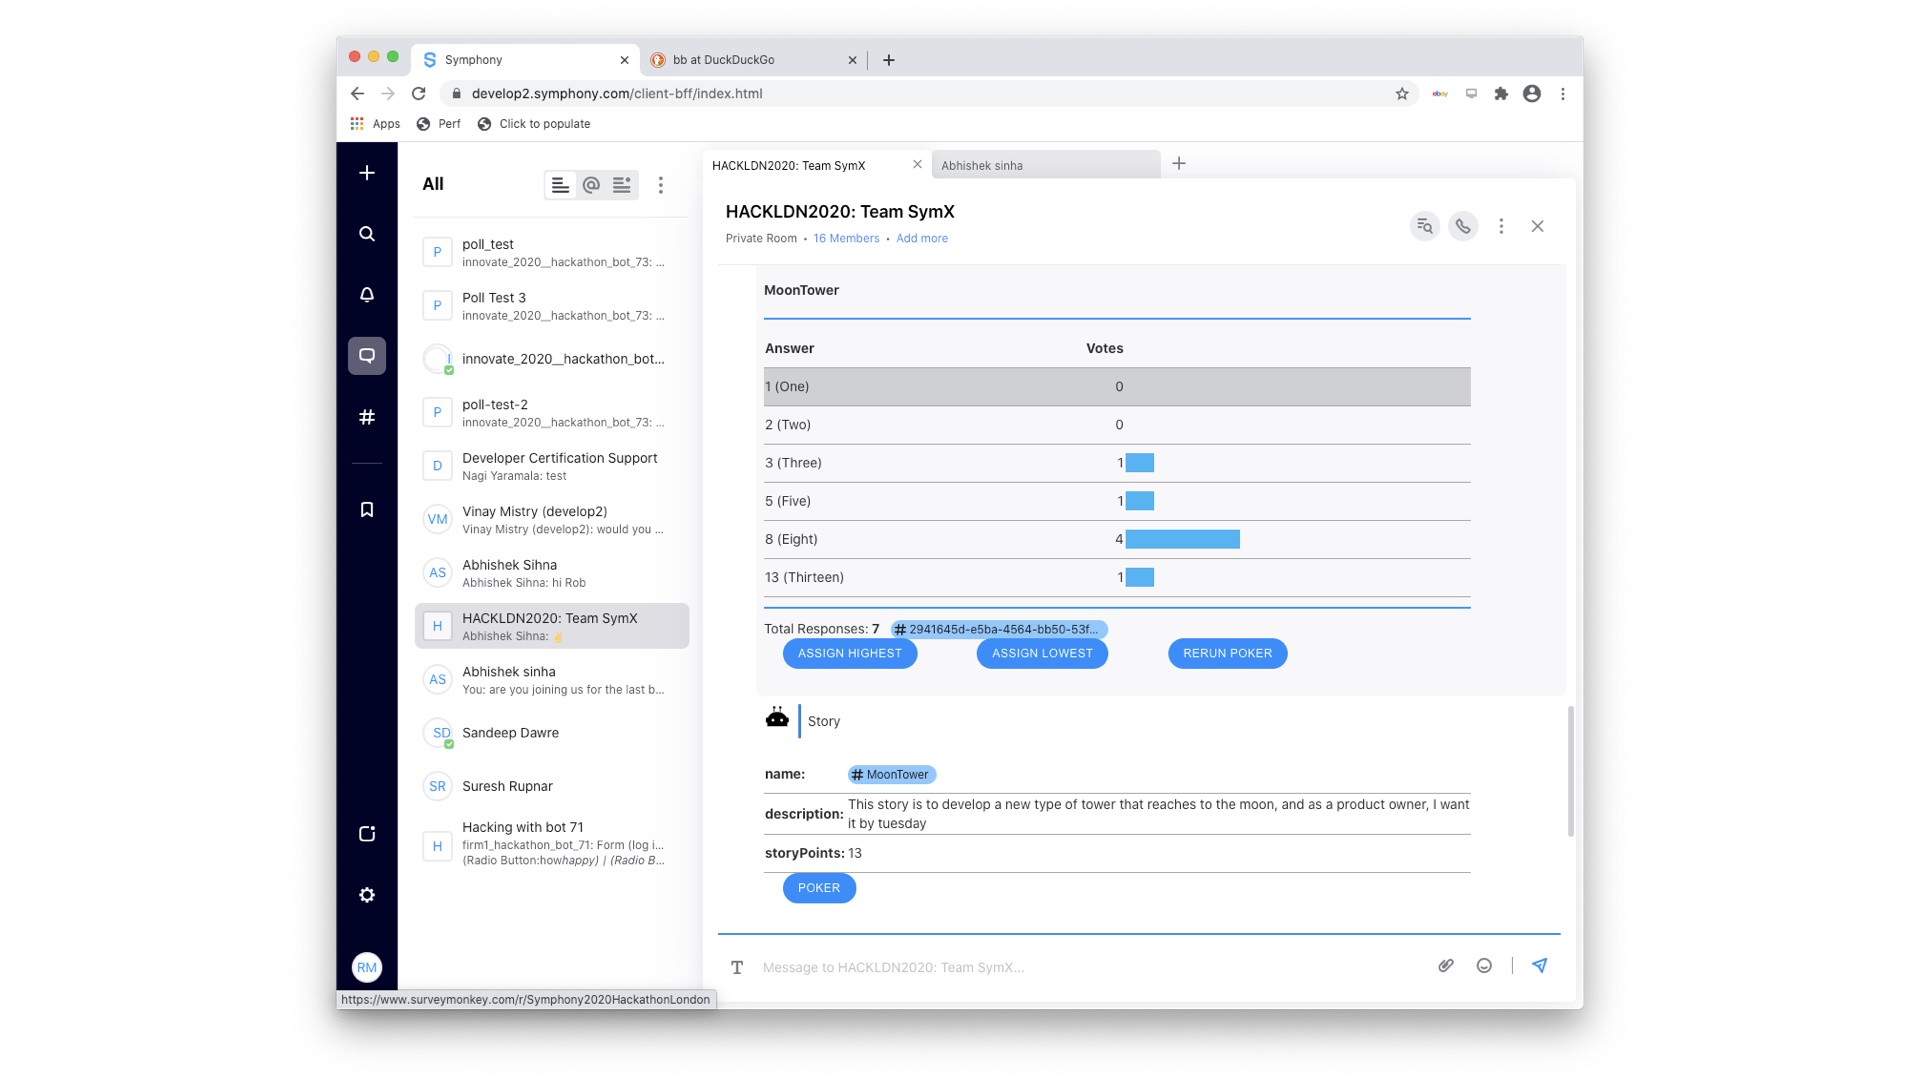 Symphony
bb at DuckDuckGo
develop2.symphony.com/client-bff/index.html
ebay
Apps
Perf
Click to populate
All
poll_test
innovate_2020__hackathon_bot_73: ...
P
Poll Test 3
innovate_2020__hackathon_bot_73: ...
P
innovate_2020__hackathon_bot...
I
poll-test-2
innovate_2020__hackathon_bot_73: ...
P
Developer Certification Support
Nagi Yaramala: test
D
Vinay Mistry (develop2)
Vinay Mistry (develop2): would you ...
VM
Abhishek Sihna
Abhishek Sihna: hi Rob
AS
HACKLDN2020: Team SymX
Abhishek Sihna: ✌
H
Abhishek sinha
You: are you joining us for the last b...
AS
Sandeep Dawre
SD
Suresh Rupnar
SR
Hacking with bot 71
firm1_hackathon_bot_71: Form (log i...
(Radio Button:howhappy) | (Radio B...
H
RM
https://www.surveymonkey.com/r/Symphony2020HackathonLondon
HACKLDN2020: Team SymX
Abhishek sinha
HACKLDN2020: Team SymX
Private Room • 16 Members • Add more
MoonTower
Answer Votes
1 (One) 0
2 (Two) 0
3 (Three) 1
5 (Five) 1
8 (Eight) 4
13 (Thirteen) 1
Total Responses: 7 # 2941645d-e5ba-4564-bb50-53f...
ASSIGN HIGHEST ASSIGN LOWEST RERUN POKER
Story
name: # MoonTower
description: This story is to develop a new type of tower that reaches to the moon, and as a product owner, I want
it by tuesday
storyPoints: 13
POKER
Message to HACKLDN2020: Team SymX...